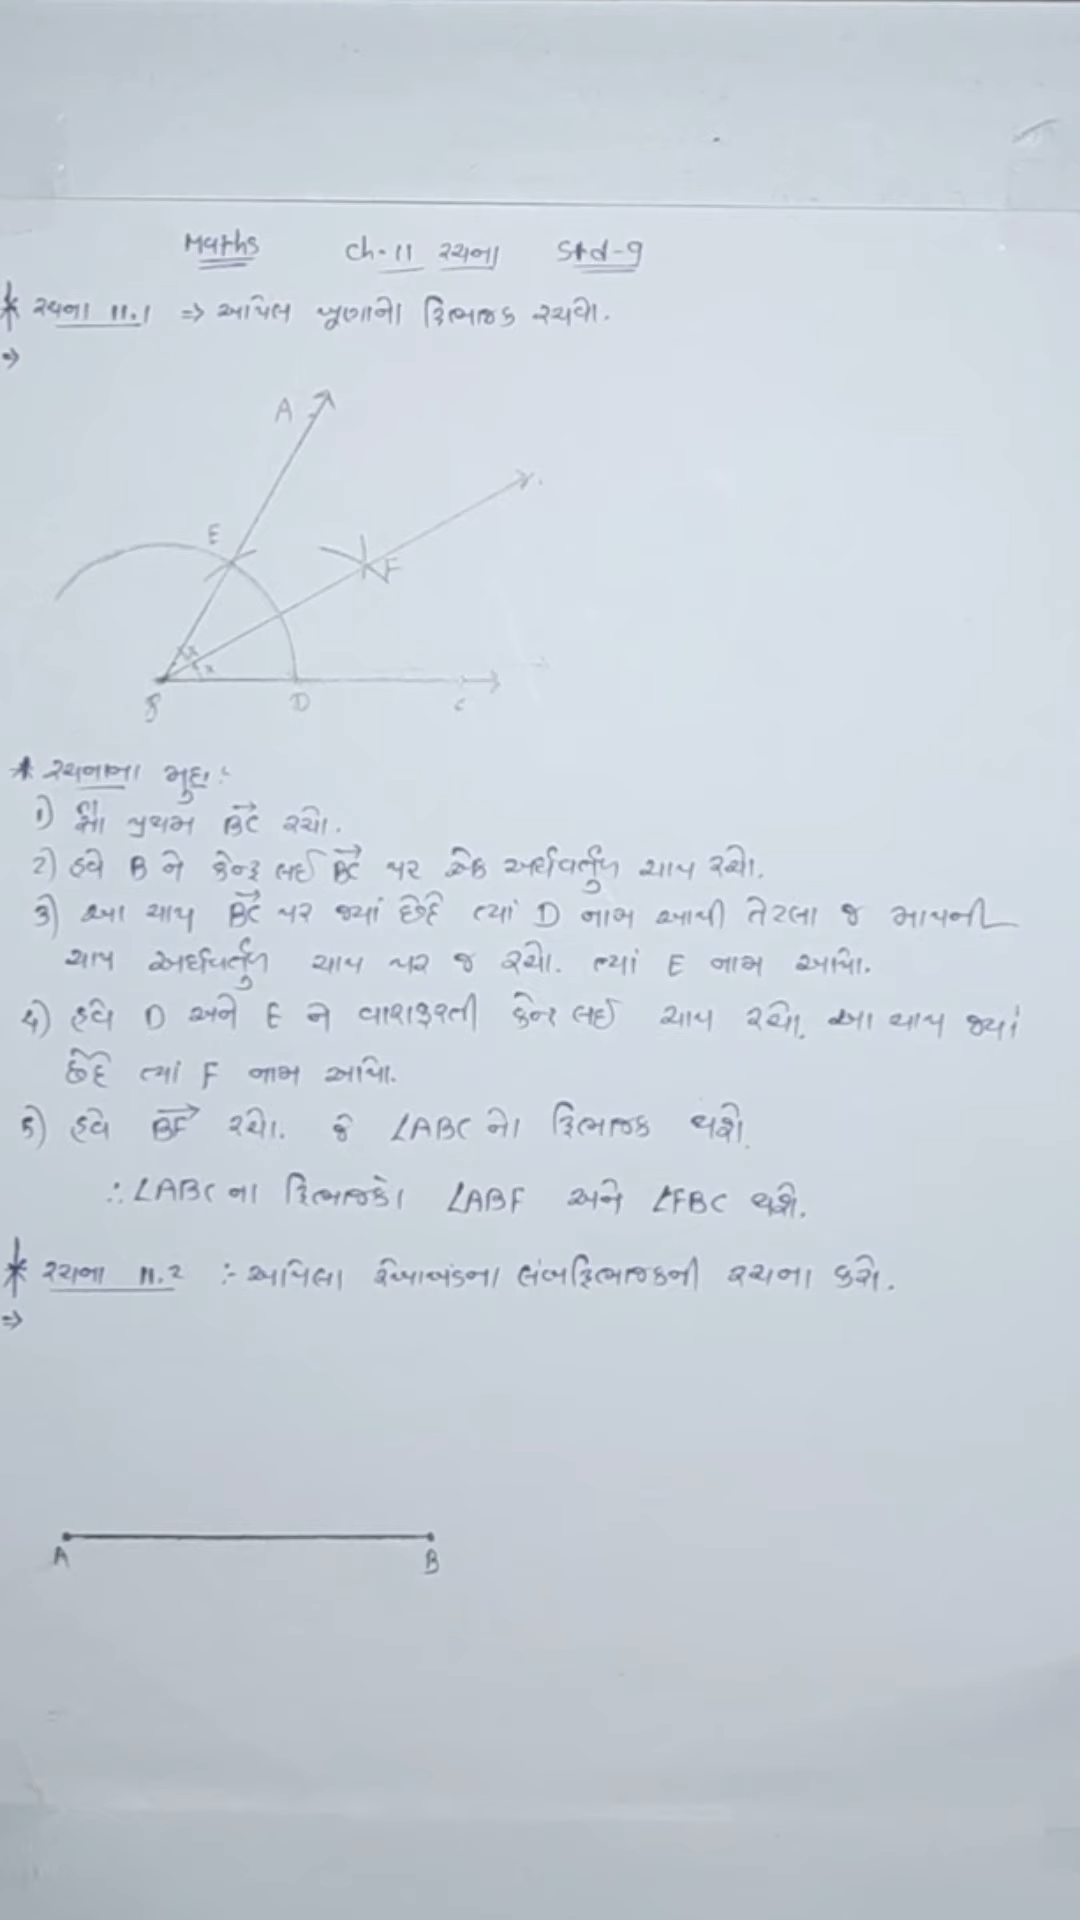 Maths ch-11 રચના Std-9
* રચના 11.1 => આપેલ ખૂણાનો દ્વિભાજક રચવો.
=>
A
E
F
x
x
B D C
* રચનાના મુદ્દા :-
1) સૌ પ્રથમ BC રચો.
2) હવે B ને કેન્દ્ર લઈ BC પર એક અર્ધવર્તુળ ચાપ રચો.
3) આ ચાપ BC પર જ્યાં છેદે ત્યાં D નામ આપી તેટલા જ માપની
ચાપ અર્ધવર્તુળ ચાપ પર જ રચો. ત્યાં E નામ આપો.
4) હવે D અને E ને વારાફરતી કેન્દ્ર લઈ ચાપ રચો, આ ચાપ જ્યાં
છેદે ત્યાં F નામ આપો.
5) હવે BF રચો. જે ∠ABC નો દ્વિભાજક થશે.
∴ ∠ABC ના દ્વિભાજકો ∠ABF અને ∠FBC થશે.
* રચના 11.2 :- આપેલા રેખાખંડના લંબદ્વિભાજકની રચના કરો.
=>
A B